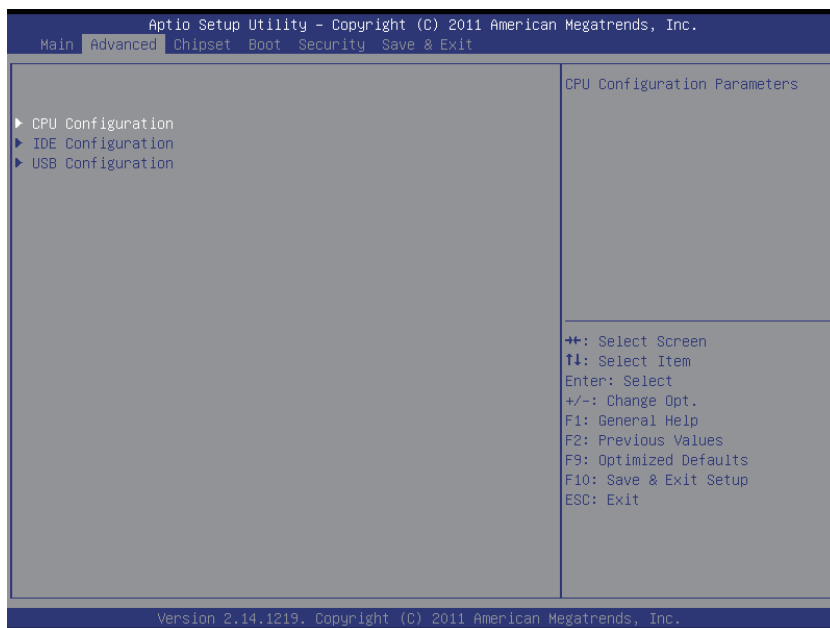 Aptio Setup Utility – Copyright (C) 2011 American Megatrends, Inc.
Main Advanced Chipset Boot Security Save & Exit
CPU Configuration Parameters
▶ CPU Configuration
▶ IDE Configuration
▶ USB Configuration
→←: Select Screen
↑↓: Select Item
Enter: Select
+/-: Change Opt.
F1: General Help
F2: Previous Values
F9: Optimized Defaults
F10: Save & Exit Setup
ESC: Exit
Version 2.14.1219. Copyright (C) 2011 American Megatrends, Inc.